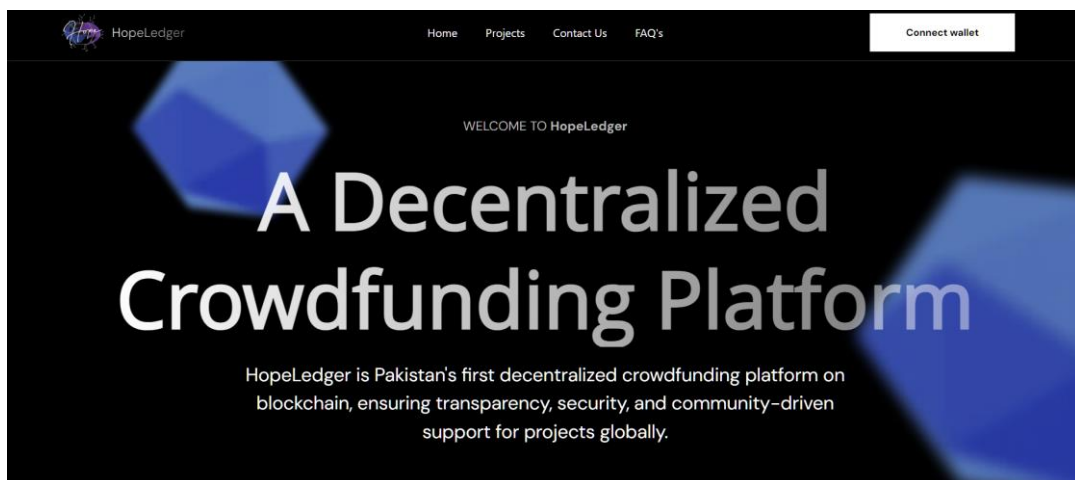 Hope
HopeLedger
Home
Projects
Contact Us
FAQ's
Connect wallet
WELCOME TO HopeLedger
A Decentralized
Crowdfunding Platform
HopeLedger is Pakistan's first decentralized crowdfunding platform on
blockchain, ensuring transparency, security, and community-driven
support for projects globally.